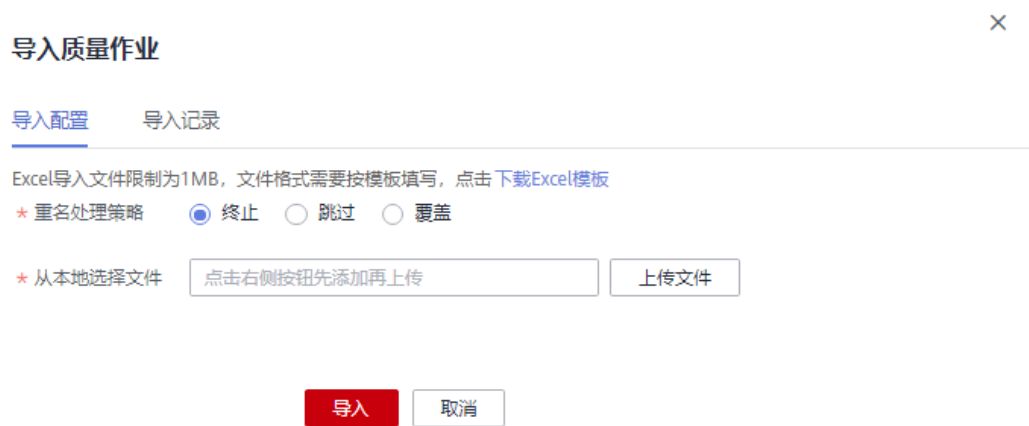 导入质量作业
导入配置 导入记录
Excel导入文件限制为1MB，文件格式需要按模板填写，点击 下载Excel模板
* 重名处理策略 终止 跳过 覆盖
* 从本地选择文件 点击右侧按钮先添加再上传 上传文件
导入 取消